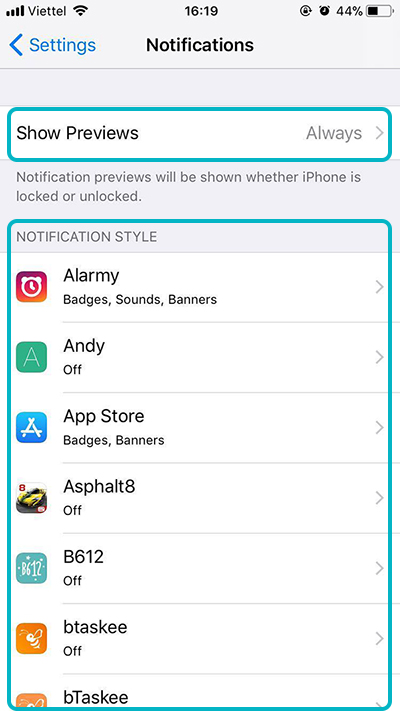 Viettel 16:19 44%
Settings Notifications
Show Previews Always
Notification previews will be shown whether iPhone is
locked or unlocked.
NOTIFICATION STYLE
Alarmy
Badges, Sounds, Banners
Andy
A
Off
App Store
Badges, Banners
Asphalt8
8
Off
B612
B612
Off
btaskee
Off
bTaskee